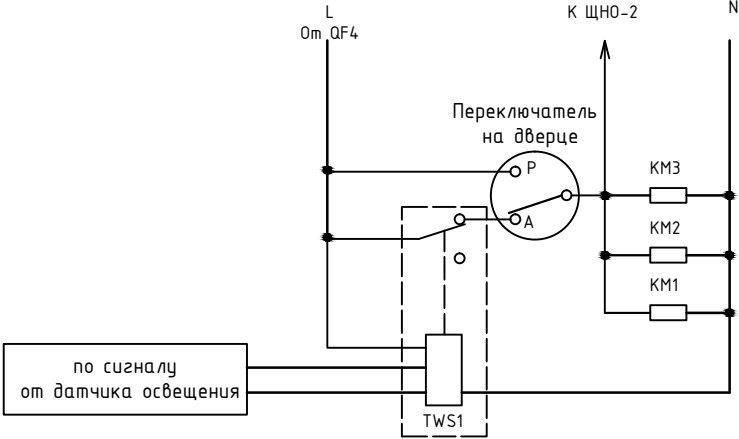 L
От QF4
К ЩНО-2
N
Переключатель
на дверце
P
A
КМ3
КМ2
КМ1
по сигналу
от датчика освещения
TWS1